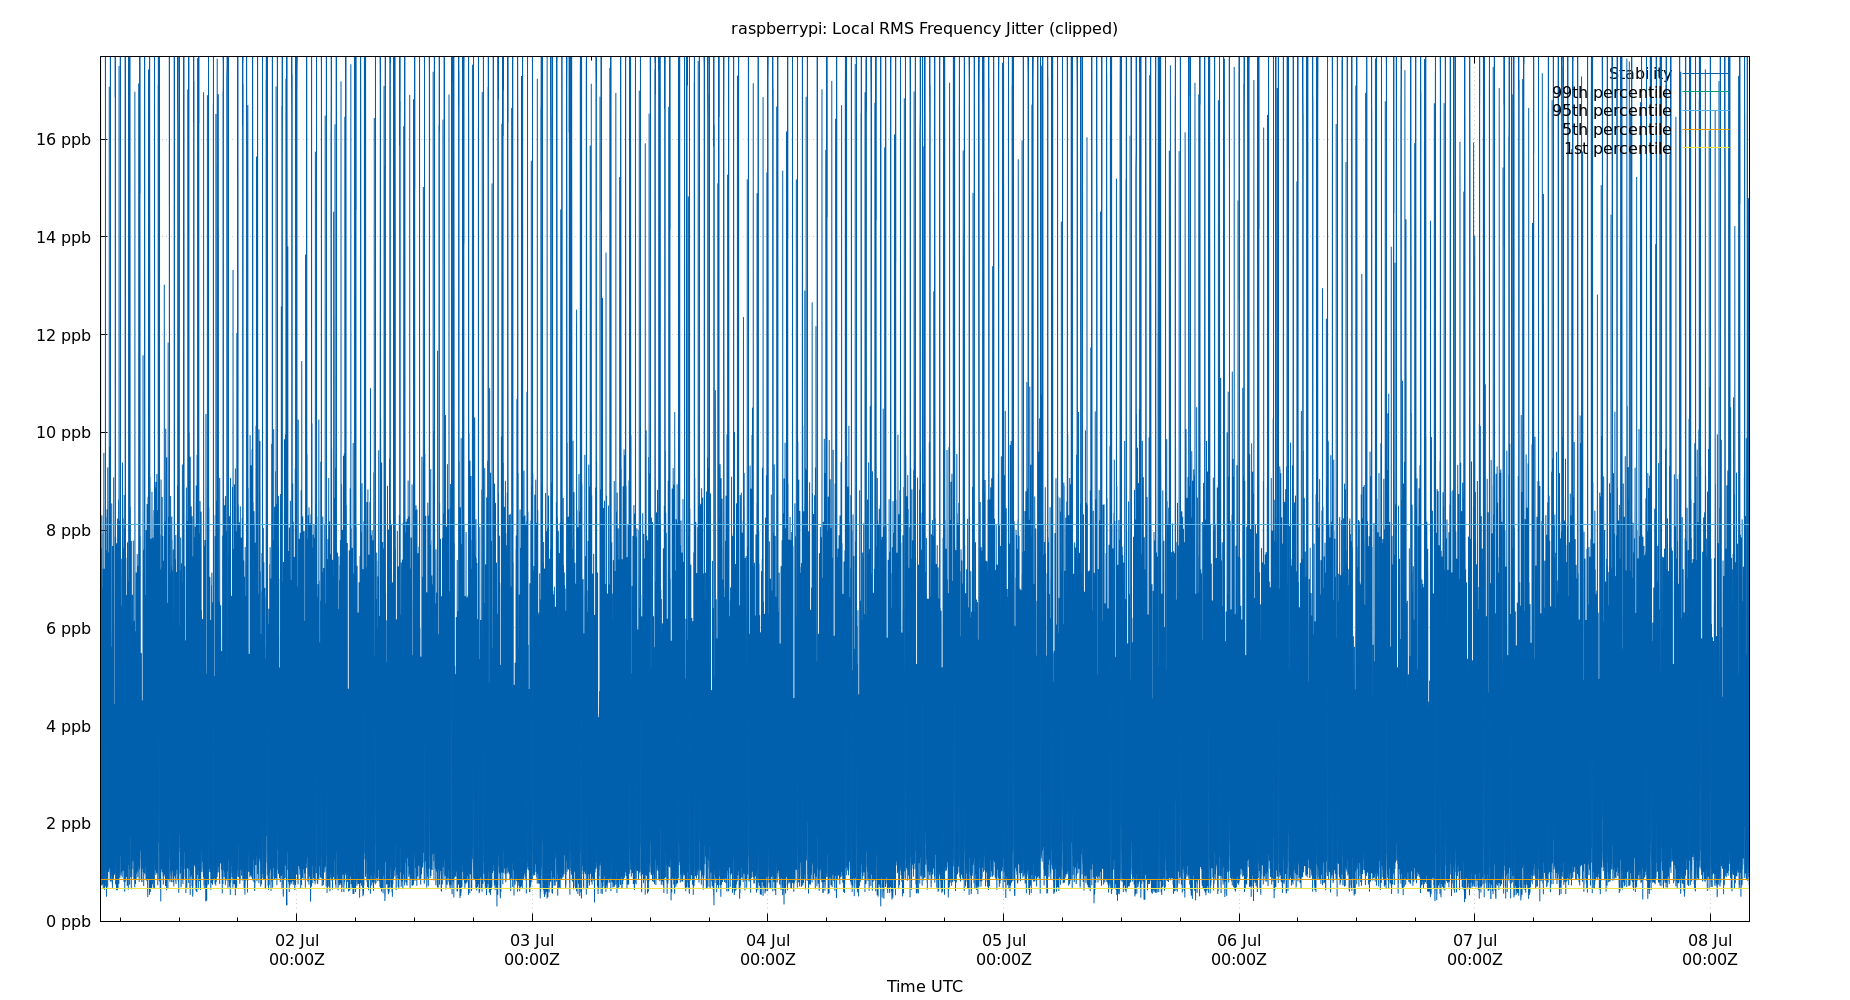 raspberrypi: Local RMS Frequency Jitter (clipped)
Stability
99th percentile
95th percentile
5th percentile
1st percentile
16 ppb
14 ppb
12 ppb
10 ppb
8 ppb
6 ppb
4 ppb
2 ppb
0 ppb
02 Jul 03 Jul 04 Jul 05 Jul 06 Jul 07 Jul 08 Jul
00:00Z 00:00Z 00:00Z 00:00Z 00:00Z 00:00Z 00:00Z
Time UTC